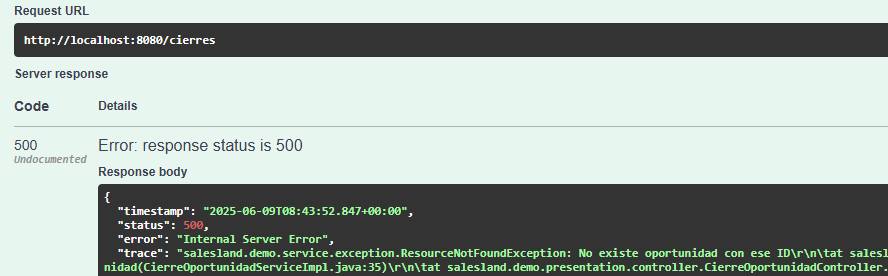 Request URL
http://localhost:8080/cierres
Server response
Code Details
500 Error: response status is 500
Undocumented
Response body
{
"timestamp": "2025-06-09T08:43:52.847+00:00",
"status": 500,
"error": "Internal Server Error",
"trace": "salesland.demo.service.exception.ResourceNotFoundException: No existe oportunidad con ese ID\r\n\tat salesl
nidad(CierreOportunidadServiceImpl.java:35)\r\n\tat salesland.demo.presentation.controller.CierreOportunidadController.